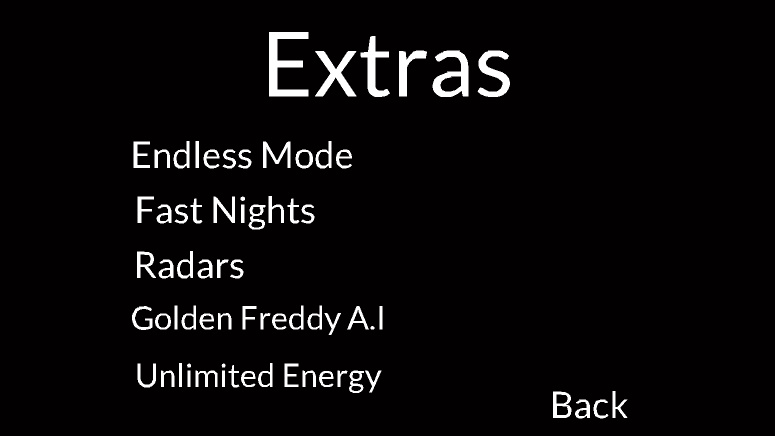 Extras
Endless Mode
Fast Nights
Radars
Golden Freddy A.I
Unlimited Energy
Back